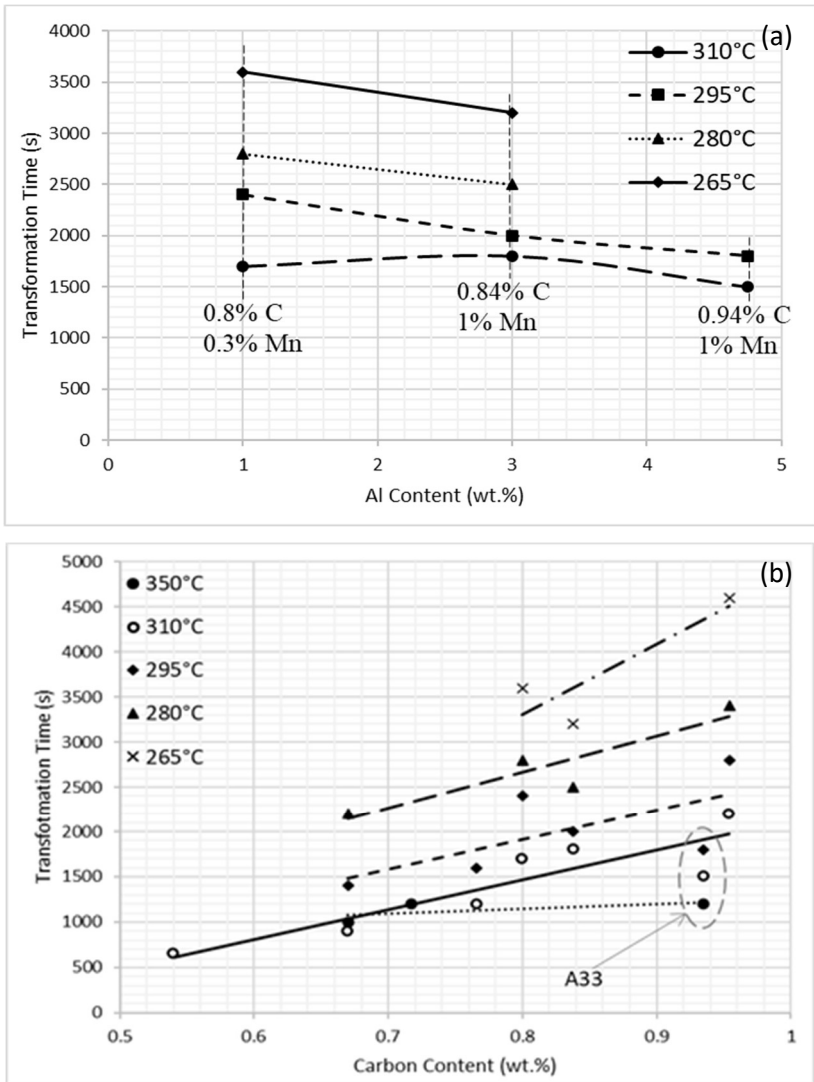 (a)
4000
3500
3000
2500
2000
1500
1000
500
0
Transformation Time (s)
310°C
295°C
280°C
265°C
0.8% C
0.3% Mn
0.84% C
1% Mn
0.94% C
1% Mn
0 1 2 3 4 5
Al Content (wt.%)
(b)
5000
4500
4000
3500
3000
2500
2000
1500
1000
500
0
Transfotmation Time (s)
350°C
310°C
295°C
280°C
265°C
A33
0.5 0.6 0.7 0.8 0.9 1
Carbon Content (wt.%)